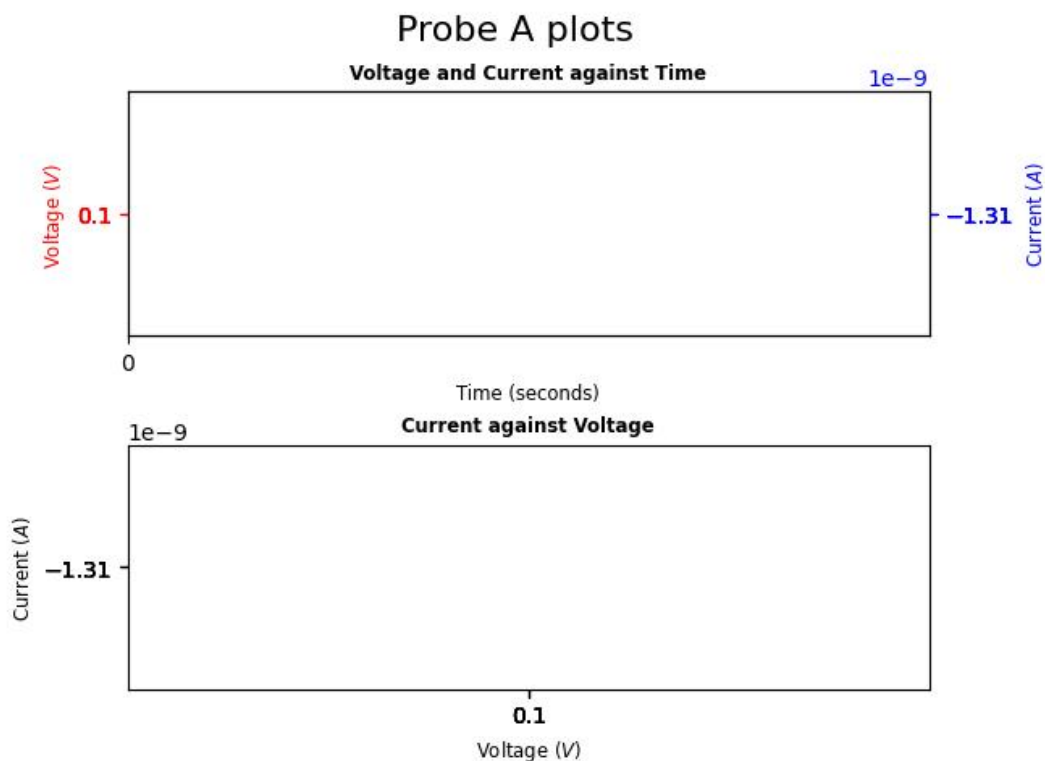 Probe A plots
Voltage and Current against Time
1e−9
Voltage (V)
0.1
−1.31
Current (A)
0
Time (seconds)
Current against Voltage
1e−9
Current (A)
−1.31
0.1
Voltage (V)